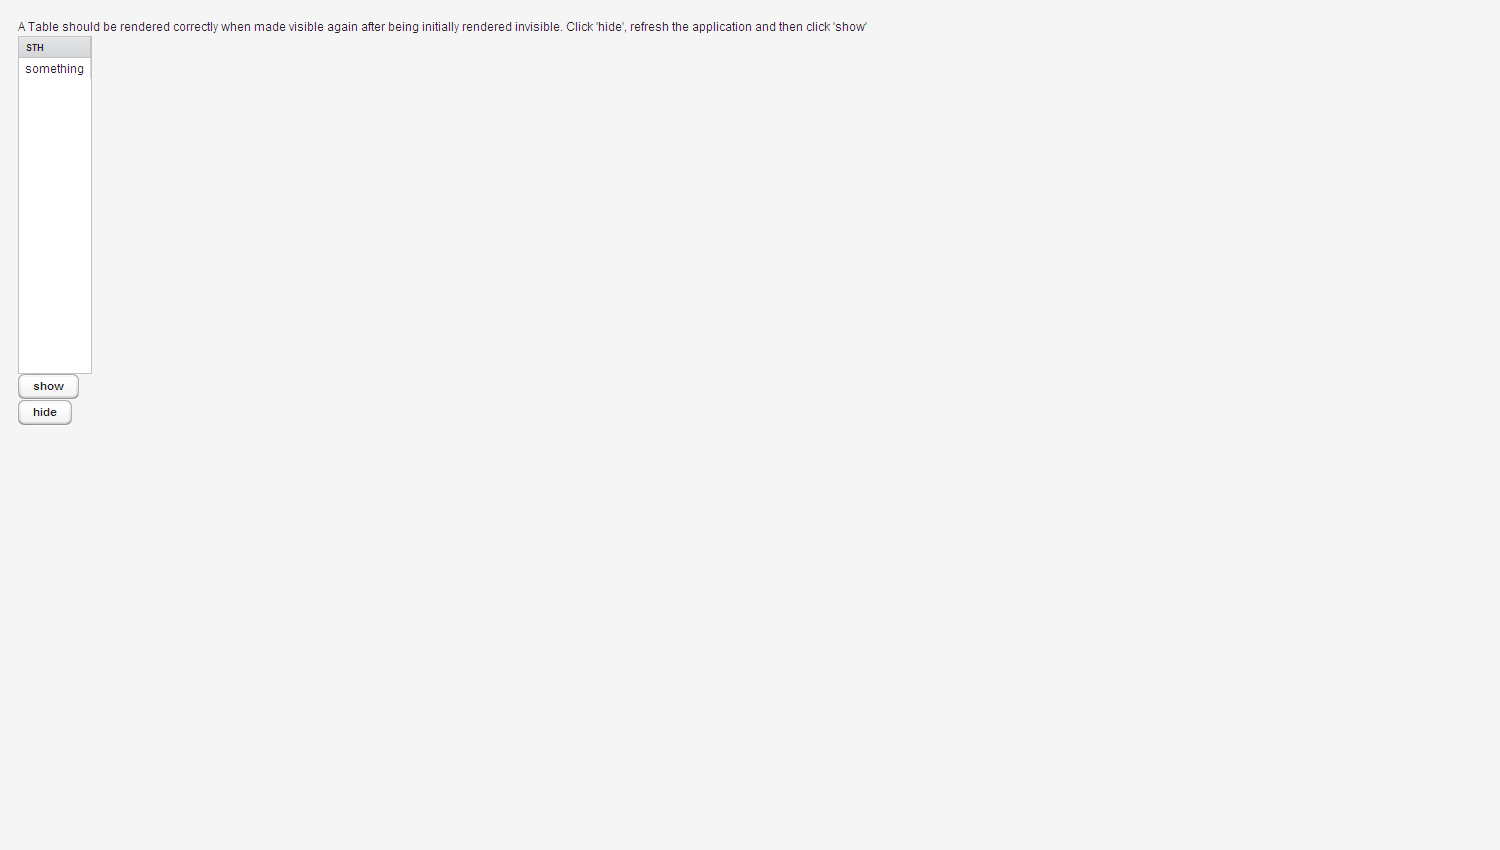 A Table should be rendered correctly when made visible again after being initially rendered invisible. Click 'hide', refresh the application and then click 'show'
STH
something
show
hide